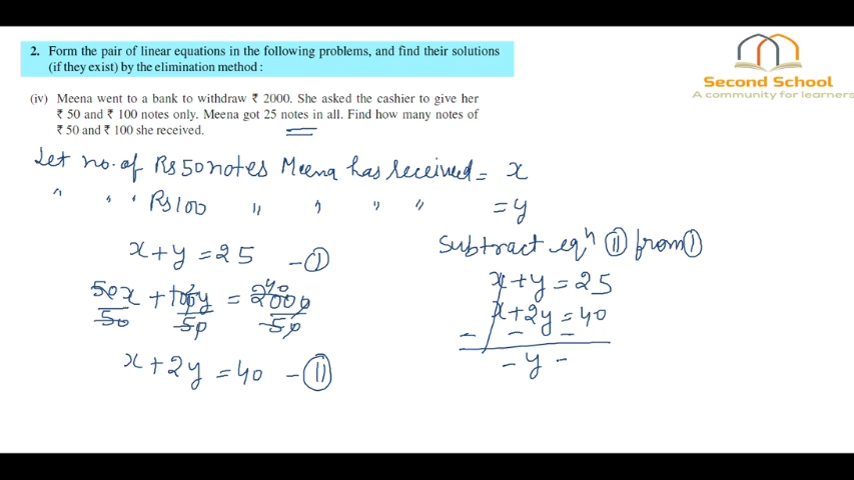 2. Form the pair of linear equations in the following problems, and find their solutions
(if they exist) by the elimination method :
Second School
A community for learners
(iv) Meena went to a bank to withdraw ₹ 2000. She asked the cashier to give her
₹ 50 and ₹ 100 notes only. Meena got 25 notes in all. Find how many notes of
₹ 50 and ₹ 100 she received.
Let no. of Rs 50 notes Meena has received = x
" " " Rs 100 " " " " = y
x + y = 25 - (I)
50x/50 + 100y/50 = 2000/50
40
x + 2y = 40 - (II)
Subtract eqn (II) from (I)
x + y = 25
x + 2y = 40
- - -
- y =